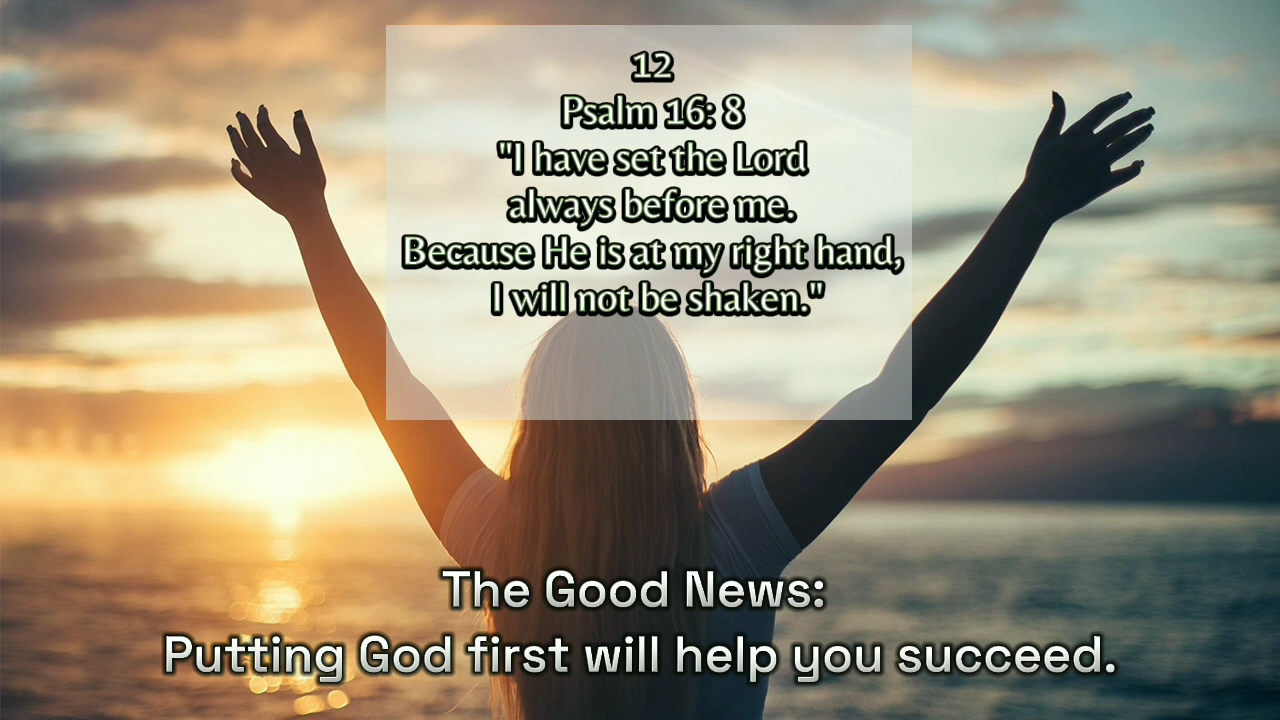 12
Psalm 16: 8
"I have set the Lord
always before me.
Because He is at my right hand,
I will not be shaken."
The Good News:
Putting God first will help you succeed.